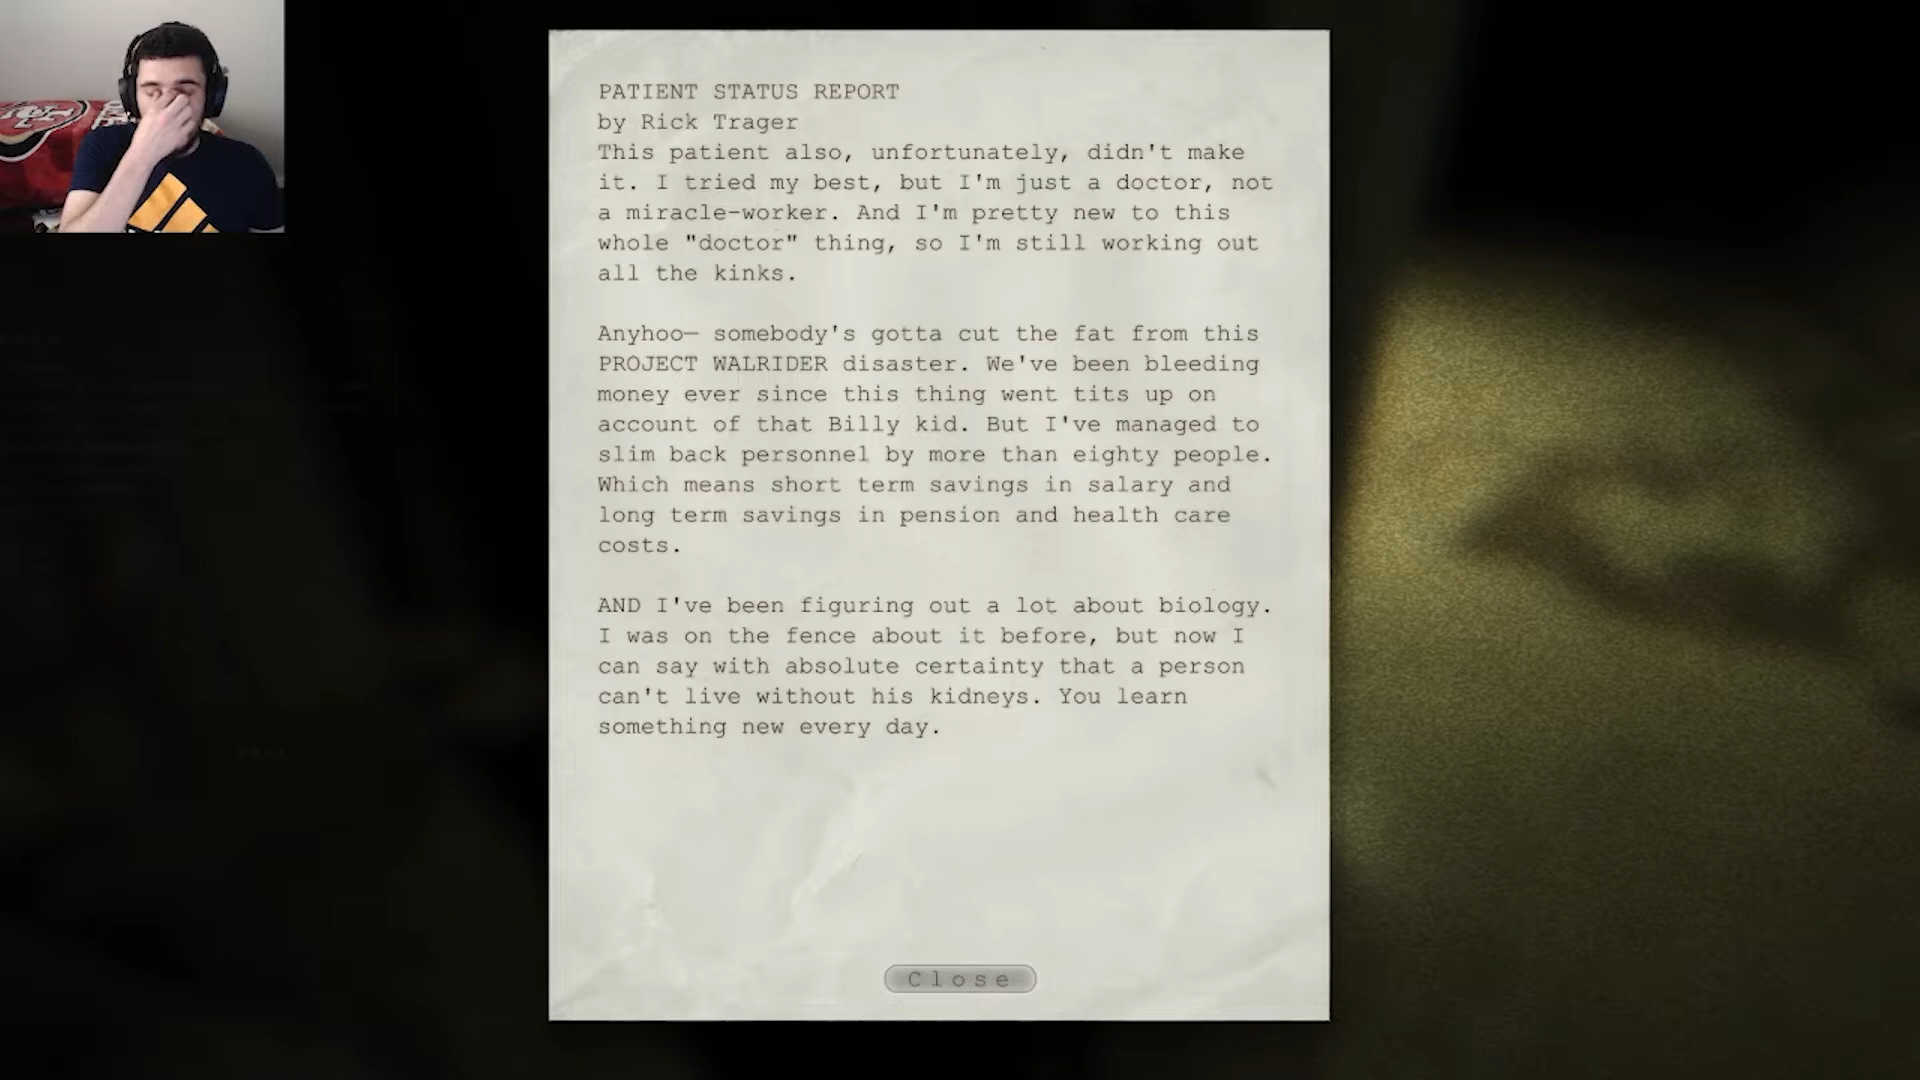 PATIENT STATUS REPORT
by Rick Trager
This patient also, unfortunately, didn't make
it. I tried my best, but I'm just a doctor, not
a miracle-worker. And I'm pretty new to this
whole "doctor" thing, so I'm still working out
all the kinks.
Anyhoo— somebody's gotta cut the fat from this
PROJECT WALRIDER disaster. We've been bleeding
money ever since this thing went tits up on
account of that Billy kid. But I've managed to
slim back personnel by more than eighty people.
Which means short term savings in salary and
long term savings in pension and health care
costs.
AND I've been figuring out a lot about biology.
I was on the fence about it before, but now I
can say with absolute certainty that a person
can't live without his kidneys. You learn
something new every day.
Close